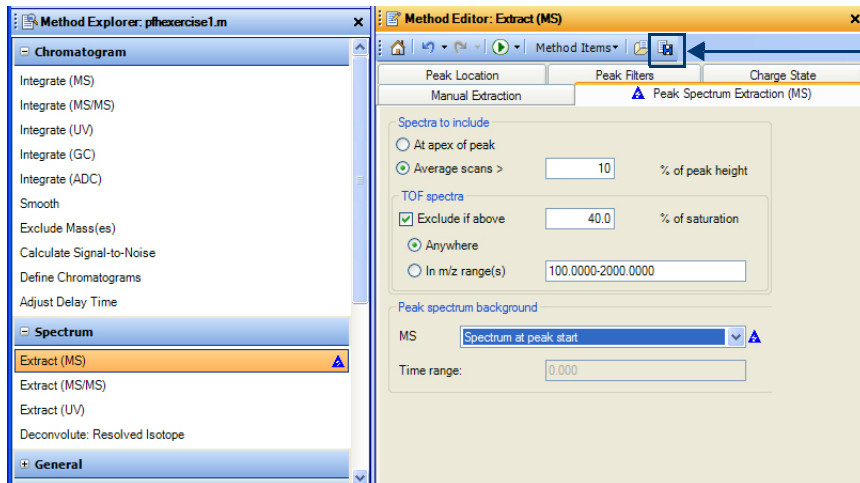 Method Explorer: pfhexercise1.m
Chromatogram
Integrate (MS)
Integrate (MS/MS)
Integrate (UV)
Integrate (GC)
Integrate (ADC)
Smooth
Exclude Mass(es)
Calculate Signal-to-Noise
Define Chromatograms
Adjust Delay Time
Spectrum
Extract (MS)
Extract (MS/MS)
Extract (UV)
Deconvolute: Resolved Isotope
General
Method Editor: Extract (MS)
Method Items
Peak Location Peak Filters Charge State
Manual Extraction Peak Spectrum Extraction (MS)
Spectra to include
At apex of peak
Average scans > 10 % of peak height
TOF spectra
Exclude if above 40.0 % of saturation
Anywhere
In m/z range(s) 100.0000-2000.0000
Peak spectrum background
MS Spectrum at peak start
Time range: 0.000